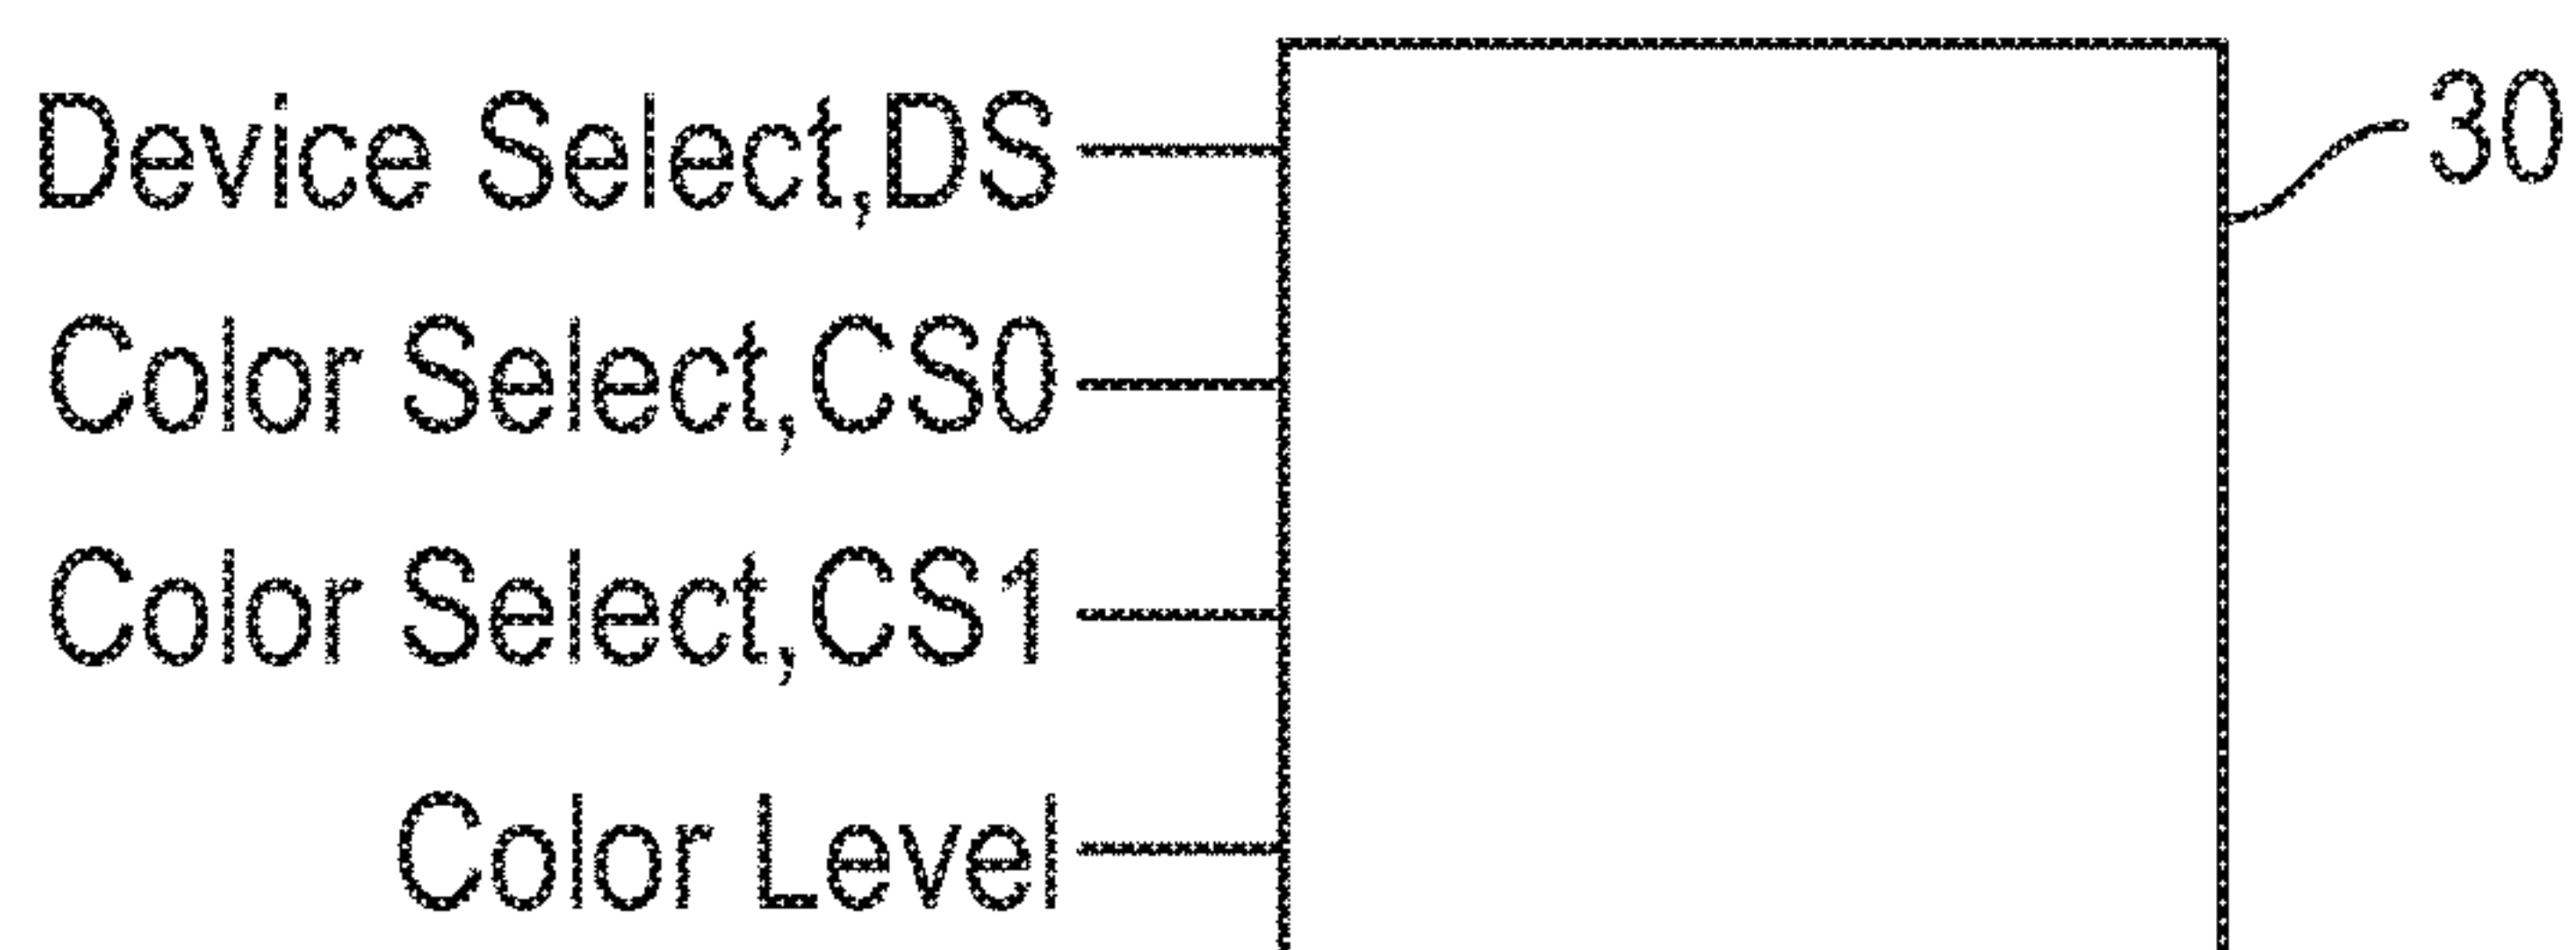 Device Select,DS
30
Color Select,CS0
Color Select,CS1
Color Level